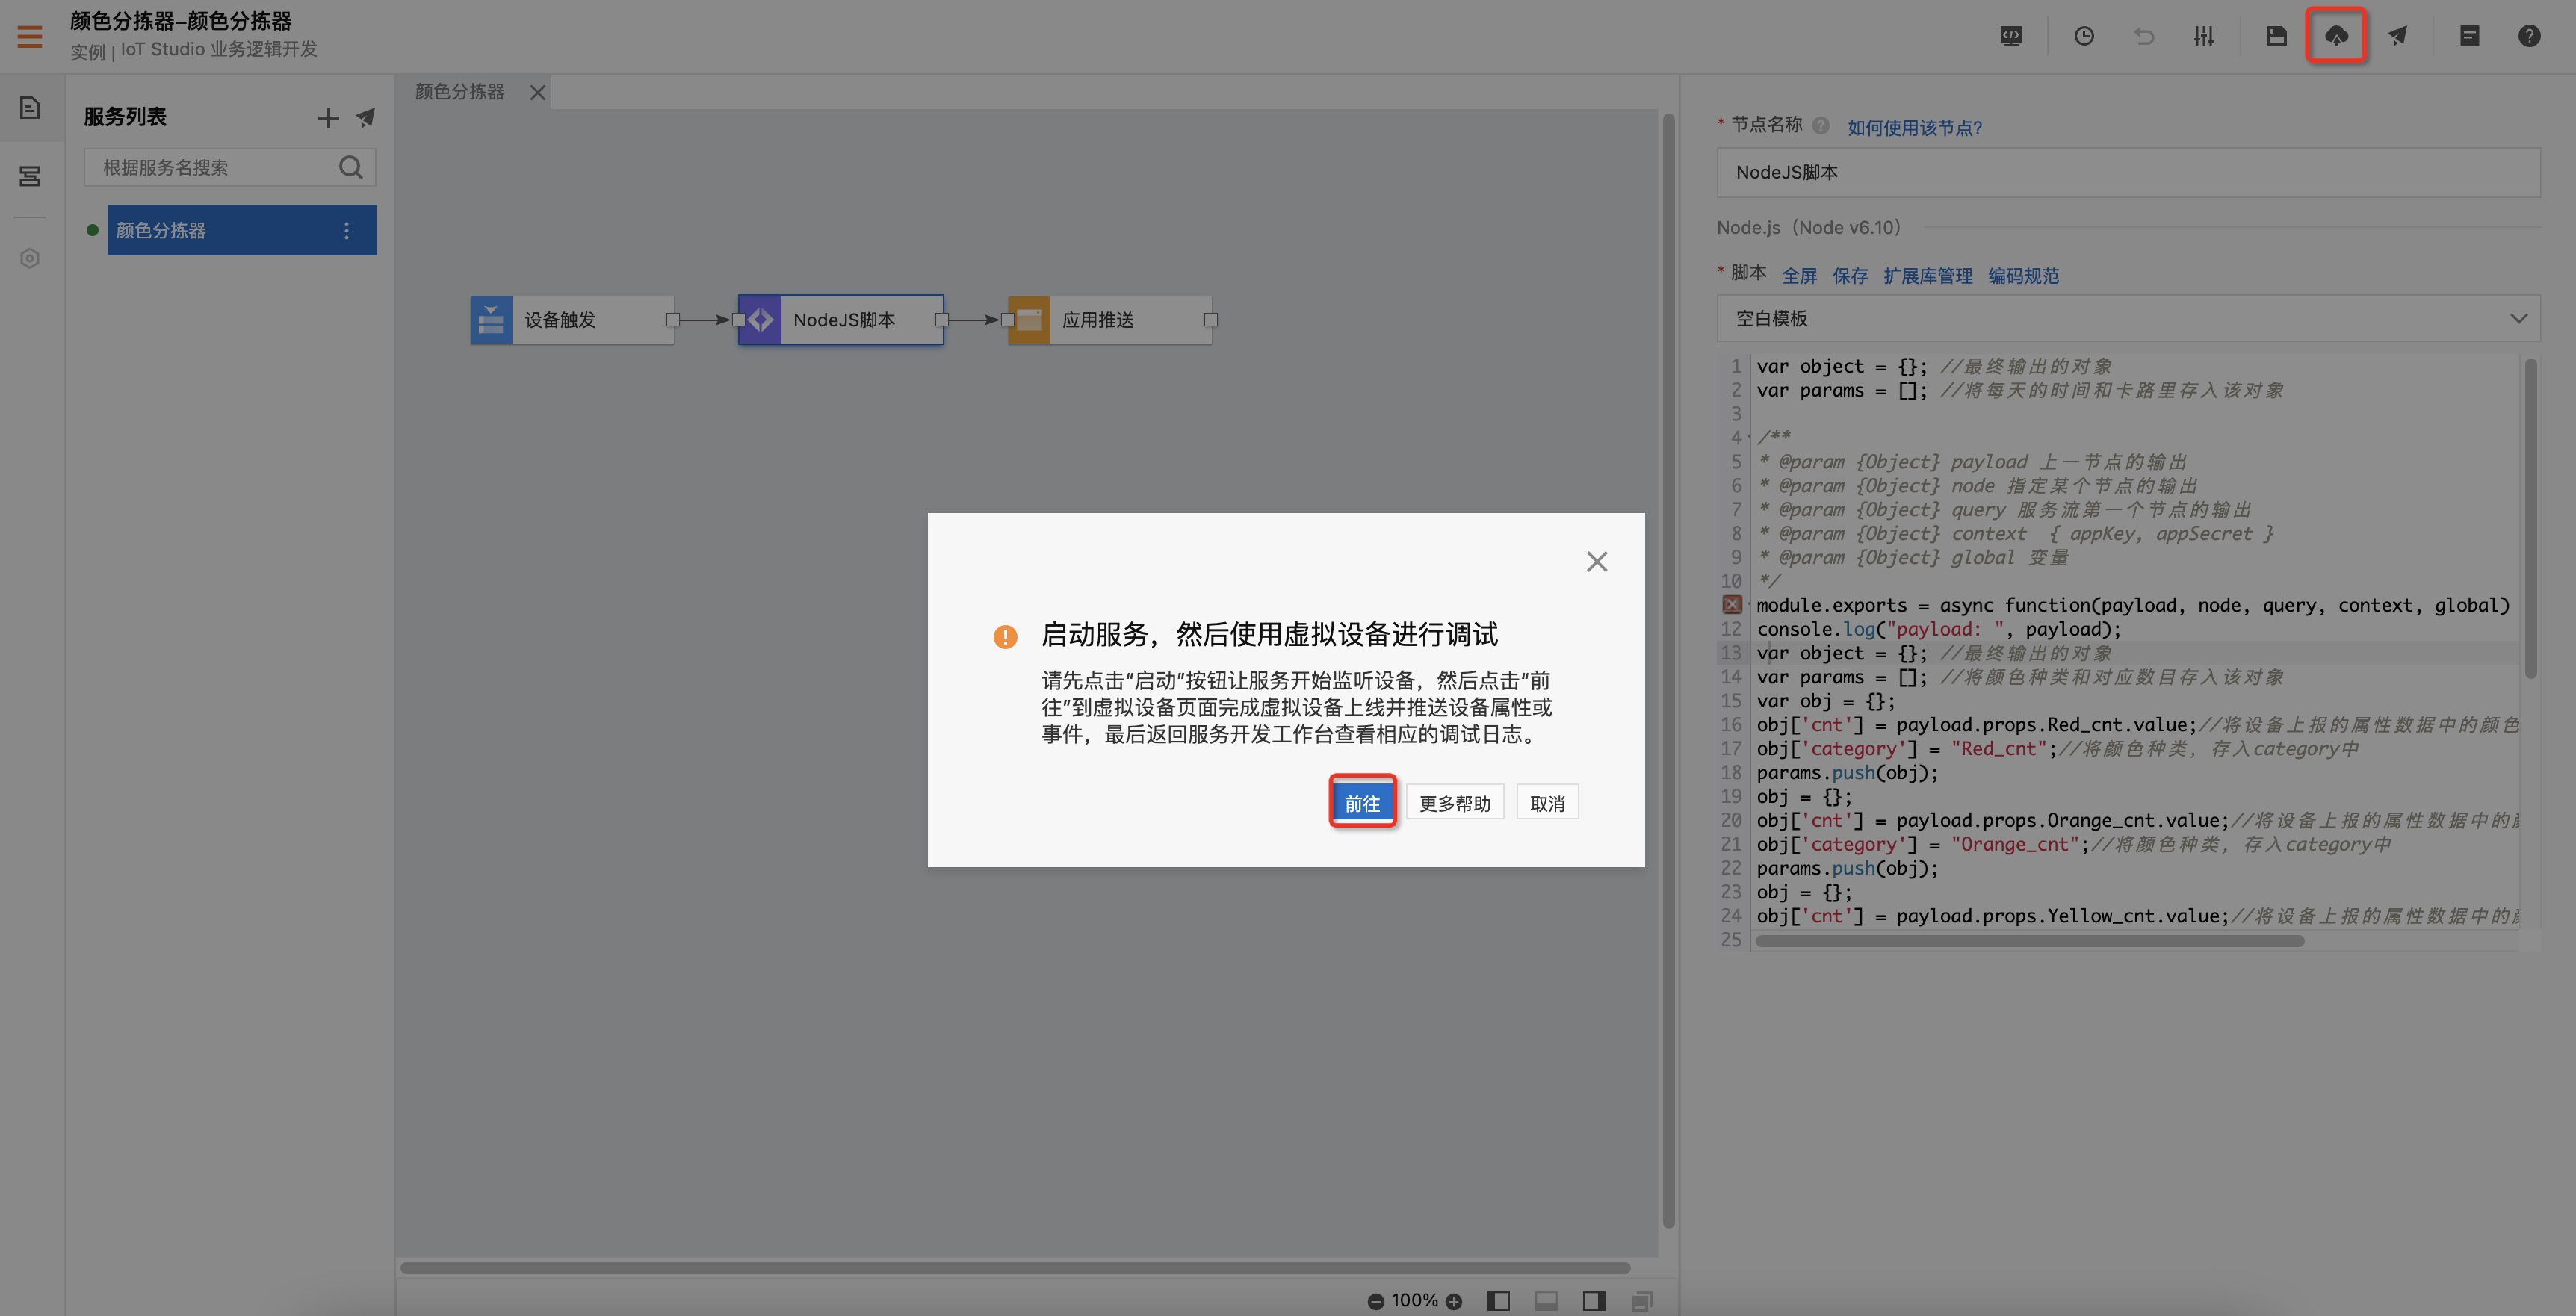 颜色分拣器-颜色分拣器
实例 | IoT Studio 业务逻辑开发
服务列表
根据服务名搜索
颜色分拣器
颜色分拣器
设备触发
NodeJS脚本
应用推送
启动服务，然后使用虚拟设备进行调试
请先点击“启动”按钮让服务开始监听设备，然后点击“前
往”到虚拟设备页面完成虚拟设备上线并推送设备属性或
事件，最后返回服务开发工作台查看相应的调试日志。
前往 更多帮助 取消
100%
* 节点名称 如何使用该节点?
NodeJS脚本
Node.js（Node v6.10）
* 脚本 全屏 保存 扩展库管理 编码规范
空白模板
1 var object = {}; //最终输出的对象
2 var params = []; //将每天的时间和卡路里存入该对象
3
4 /**
5 * @param {Object} payload 上一节点的输出
6 * @param {Object} node 指定某个节点的输出
7 * @param {Object} query 服务流第一个节点的输出
8 * @param {Object} context  { appKey, appSecret }
9 * @param {Object} global 变量
10 */
module.exports = async function(payload, node, query, context, global)
12 console.log("payload: ", payload);
13 var object = {}; //最终输出的对象
14 var params = []; //将颜色种类和对应数目存入该对象
15 var obj = {};
16 obj['cnt'] = payload.props.Red_cnt.value;//将设备上报的属性数据中的颜色
17 obj['category'] = "Red_cnt";//将颜色种类，存入category中
18 params.push(obj);
19 obj = {};
20 obj['cnt'] = payload.props.Orange_cnt.value;//将设备上报的属性数据中的
21 obj['category'] = "Orange_cnt";//将颜色种类，存入category中
22 params.push(obj);
23 obj = {};
24 obj['cnt'] = payload.props.Yellow_cnt.value;//将设备上报的属性数据中的
25